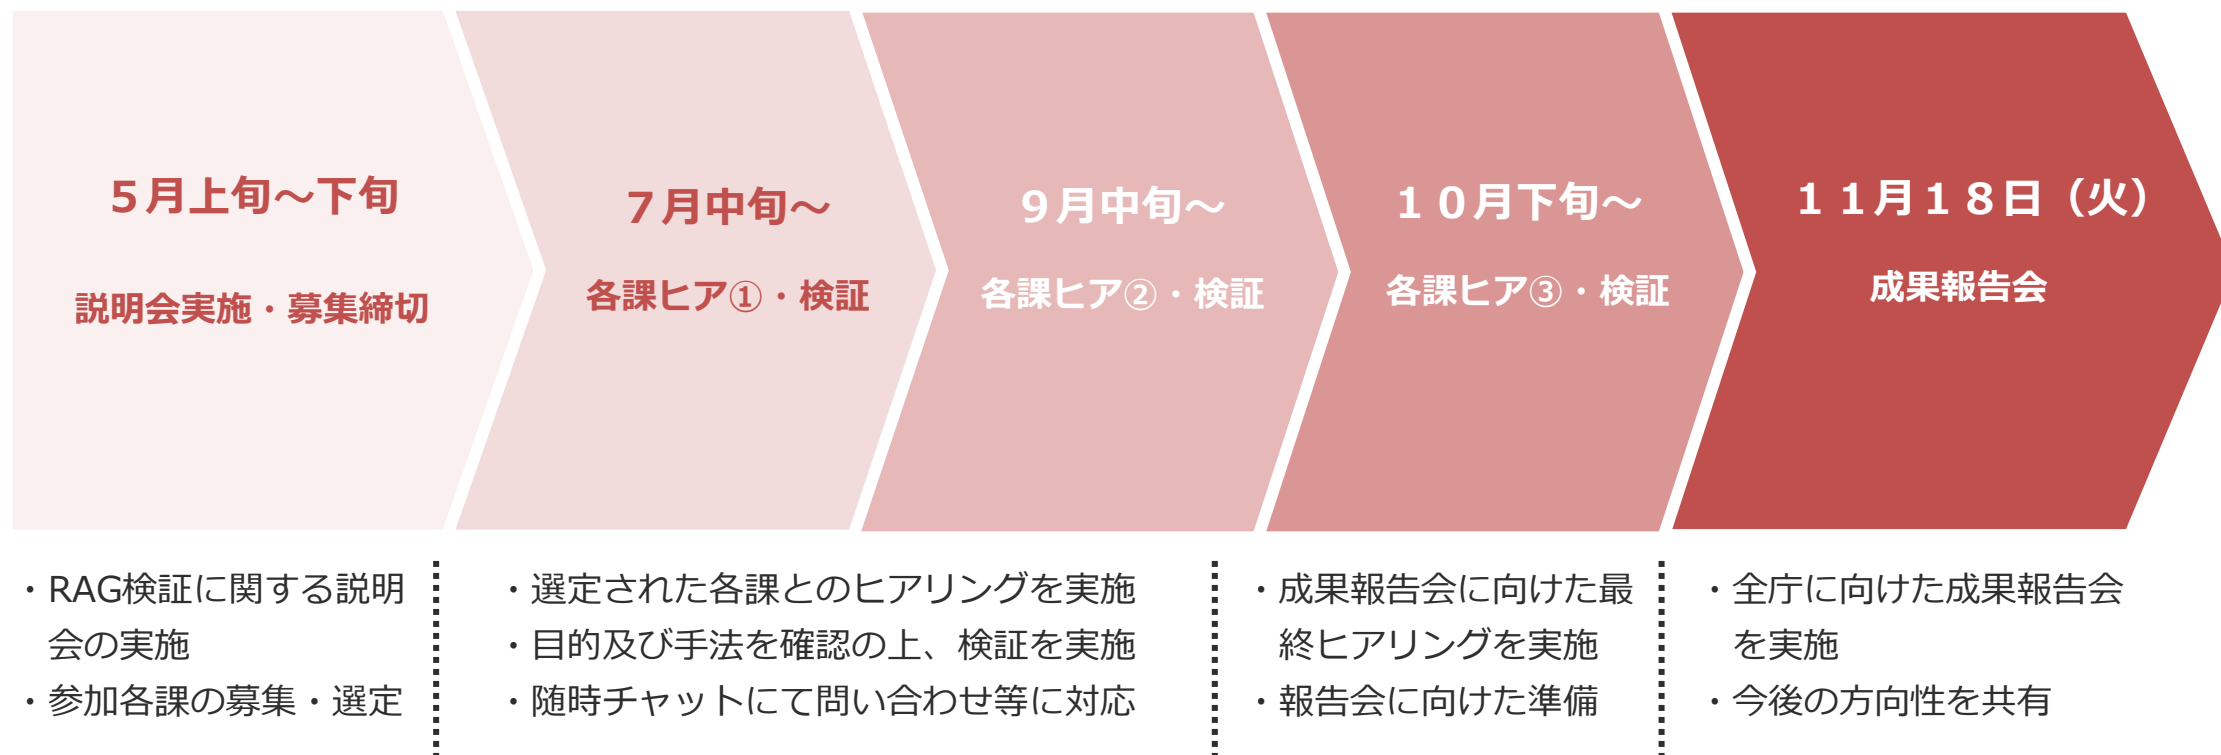 ５月上旬～下旬
説明会実施・募集締切
７月中旬～
各課ヒア①・検証
９月中旬～
各課ヒア②・検証
１０月下旬～
各課ヒア③・検証
１１月１８日（火）
成果報告会
・RAG検証に関する説明
会の実施
・参加各課の募集・選定
・選定された各課とのヒアリングを実施
・目的及び手法を確認の上、検証を実施
・随時チャットにて問い合わせ等に対応
・成果報告会に向けた最
終ヒアリングを実施
・報告会に向けた準備
・全庁に向けた成果報告会
を実施
・今後の方向性を共有